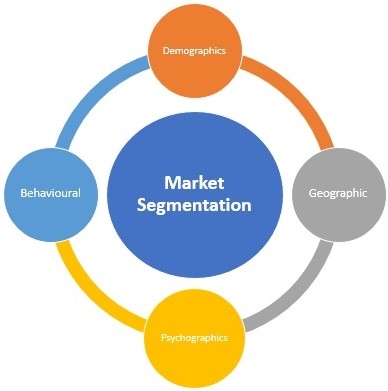 Demographics
Behavioural
Market
Segmentation
Geographic
Psychographics